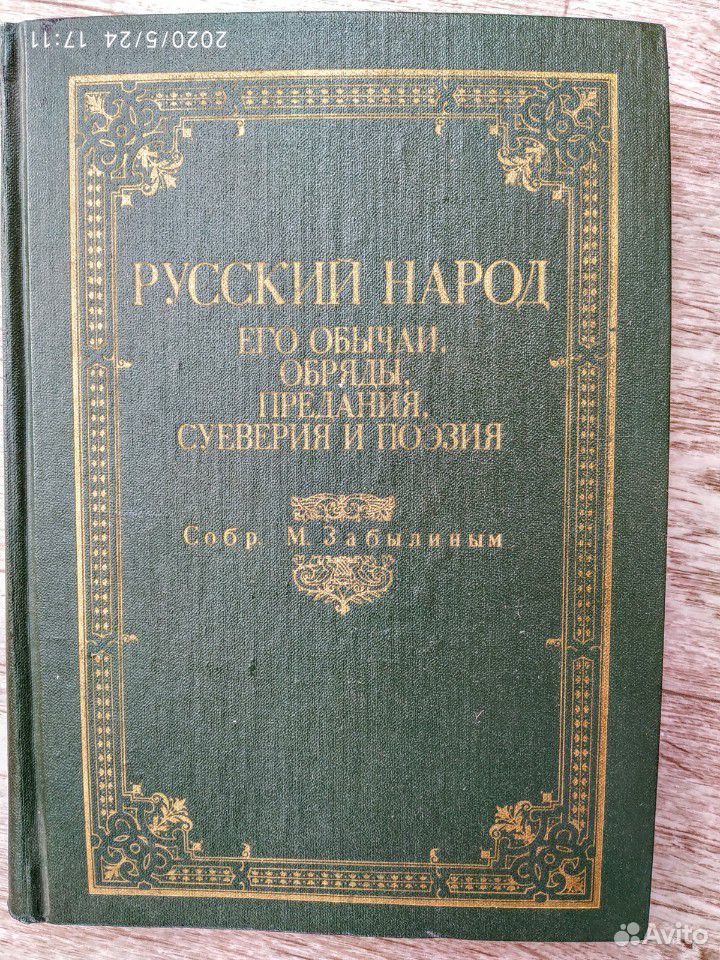 2020/5/24 17:11
РУССКИЙ НАРОД
ЕГО ОБЫЧАИ,
ОБРЯДЫ,
ПРЕДАНИЯ,
СУЕВЕРИЯ И ПОЭЗИЯ
Собр. М. Забылиным
Avito